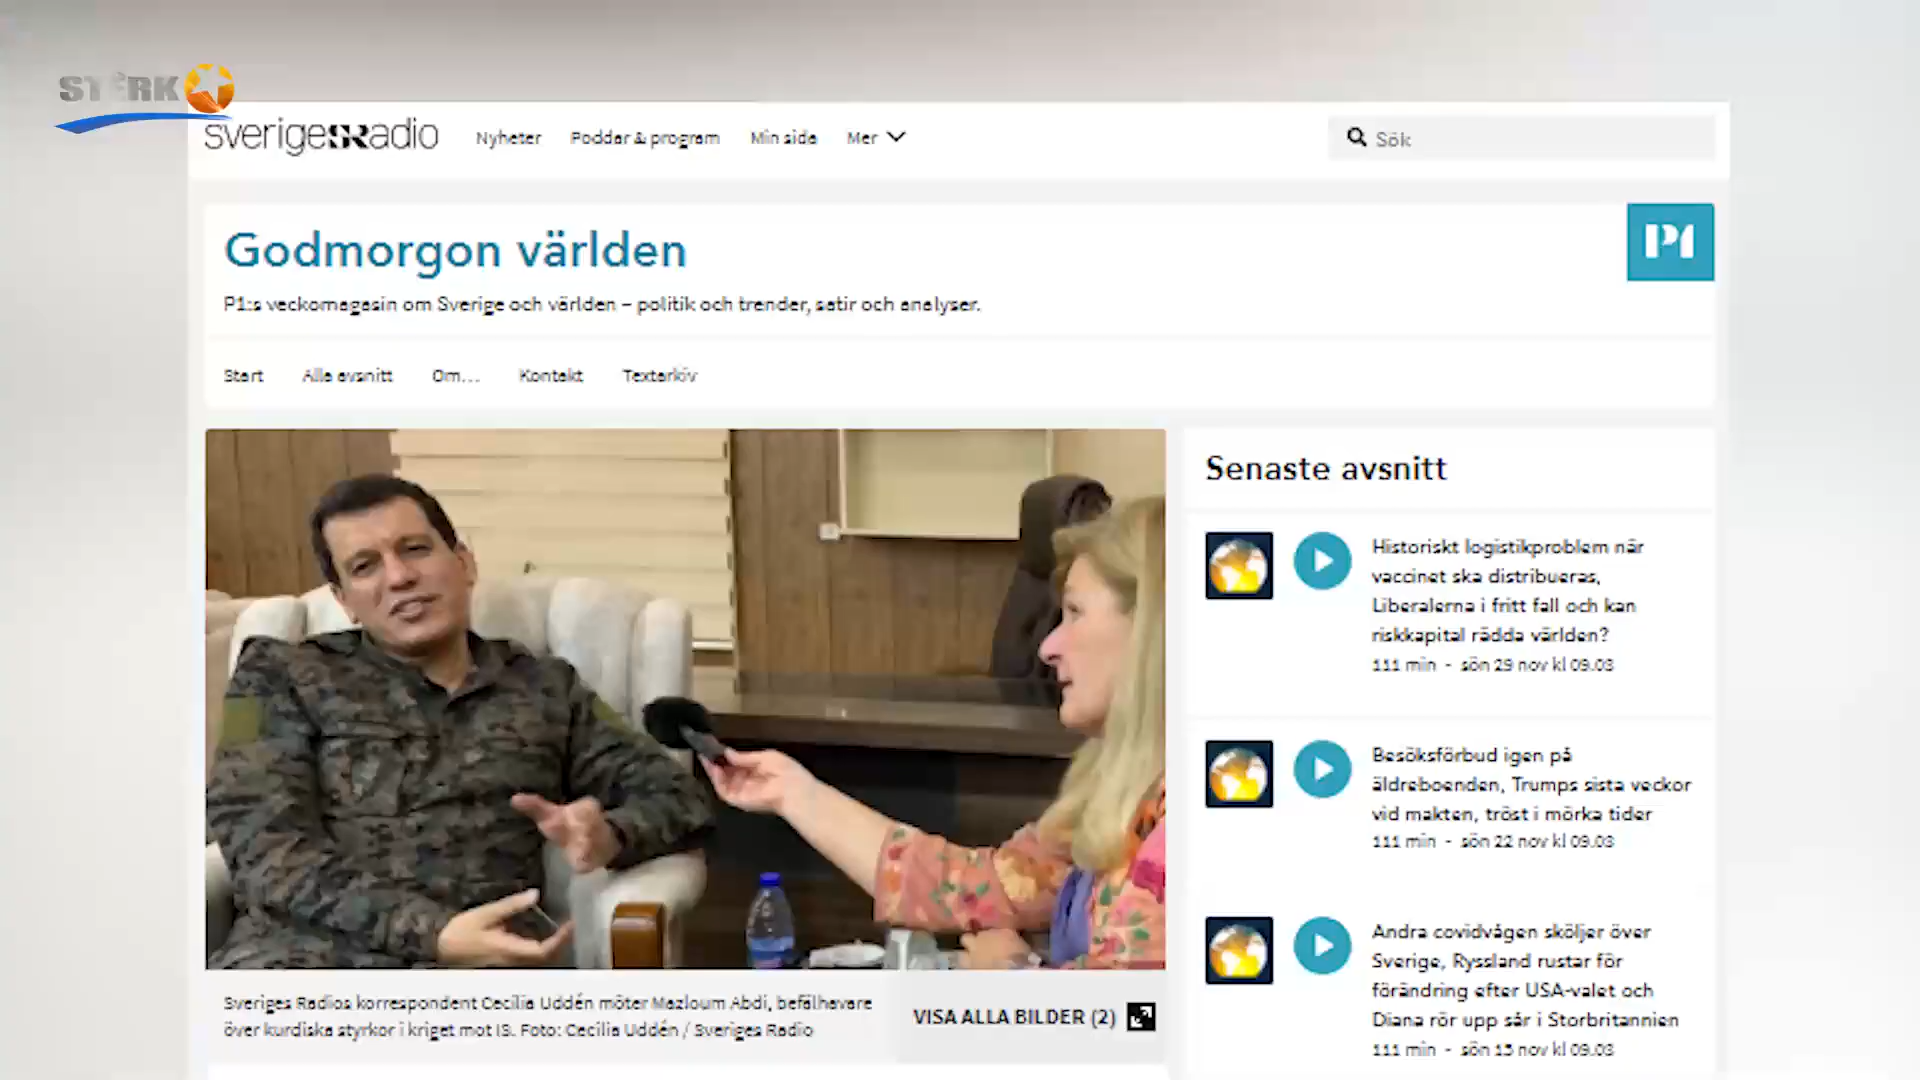 STÊRK
sverigesRadio
Nyheter
Poddar & program
Min sida
Mer
Sök
Godmorgon världen
P1
P1:s veckomagasin om Sverige och världen – politik och trender, satir och analyser.
Start
Alla avsnitt
Om...
Kontakt
Textarkiv
Senaste avsnitt
Historiskt logistikproblem när
vaccinet ska distribueras,
Liberalerna i fritt fall och kan
riskkapital rädda världen?
111 min - sön 29 nov kl 09.03
Besöksförbud igen på
äldreboenden, Trumps sista veckor
vid makten, tröst i mörka tider
111 min - sön 22 nov kl 09.03
Andra covidvågen sköljer över
Sverige, Ryssland rustar för
förändring efter USA-valet och
Diana rör upp sår i Storbritannien
111 min - sön 15 nov kl 09.03
Sveriges Radios korrespondent Cecilia Uddén möter Mazloum Abdi, befälhavare
över kurdiska styrkor i kriget mot IS. Foto: Cecilia Uddén / Sveriges Radio
VISA ALLA BILDER (2)